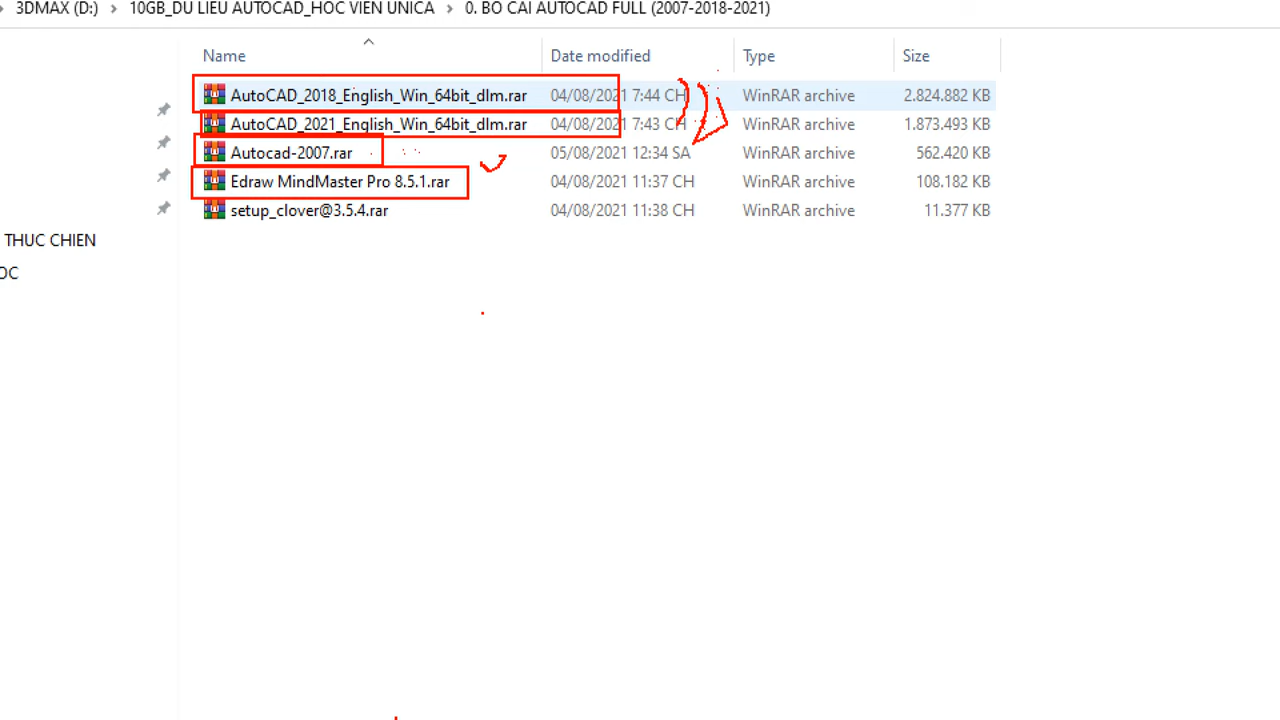 3DMAX (D:) > 10GB_DU LIEU AUTOCAD_HOC VIEN UNICA > 0. BO CAI AUTOCAD FULL (2007-2018-2021)
Name Date modified Type Size
AutoCAD_2018_English_Win_64bit_dlm.rar 04/08/2021 7:44 CH WinRAR archive 2.824.882 KB
AutoCAD_2021_English_Win_64bit_dlm.rar 04/08/2021 7:43 CH WinRAR archive 1.873.493 KB
Autocad-2007.rar 05/08/2021 12:34 SA WinRAR archive 562.420 KB
Edraw MindMaster Pro 8.5.1.rar 04/08/2021 11:37 CH WinRAR archive 108.182 KB
setup_clover@3.5.4.rar 04/08/2021 11:38 CH WinRAR archive 11.377 KB
THUC CHIEN
OC